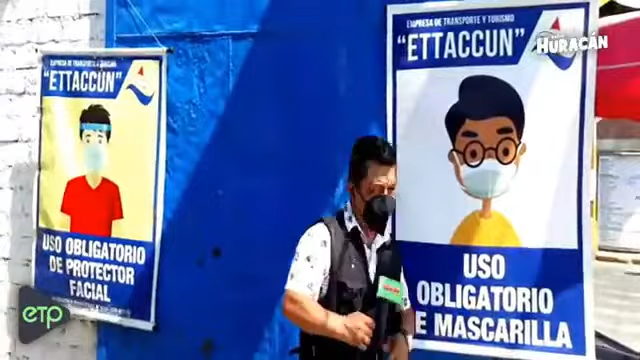 EMPRESA DE TRANSPORTE Y TURISMO
"ETTACCUN"
USO OBLIGATORIO
DE PROTECTOR
FACIAL
EMPRESA DE TRANSPORTE Y TURISMO
"ETTACCUN"
USO
OBLIGATORIO
E MASCARILLA
HURACÁN
etp